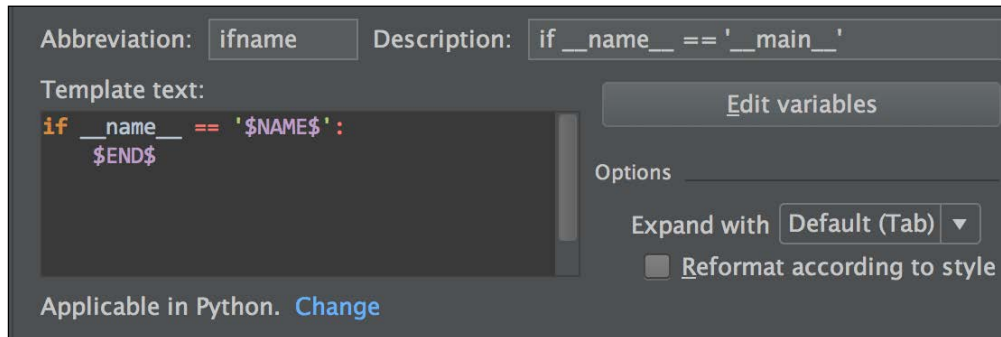 Abbreviation: ifname Description: if __name__ == '__main__'
Template text:
Edit variables
if __name__ == '$NAME$':
$END$
Options
Expand with Default (Tab)
Reformat according to style
Applicable in Python. Change